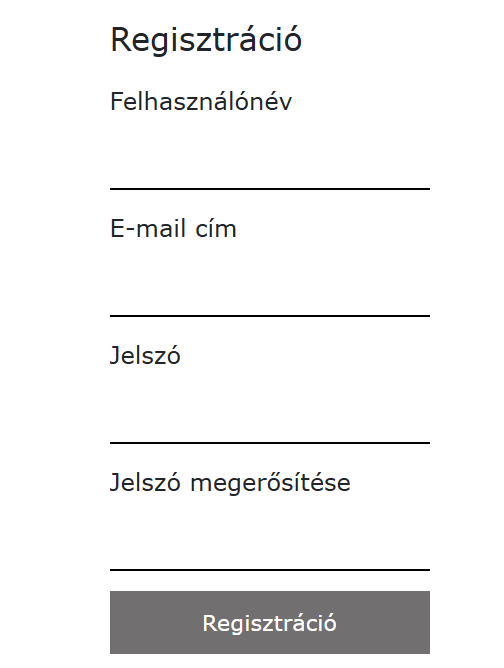 Regisztráció
Felhasználónév
E-mail cím
Jelszó
Jelszó megerősítése
Regisztráció